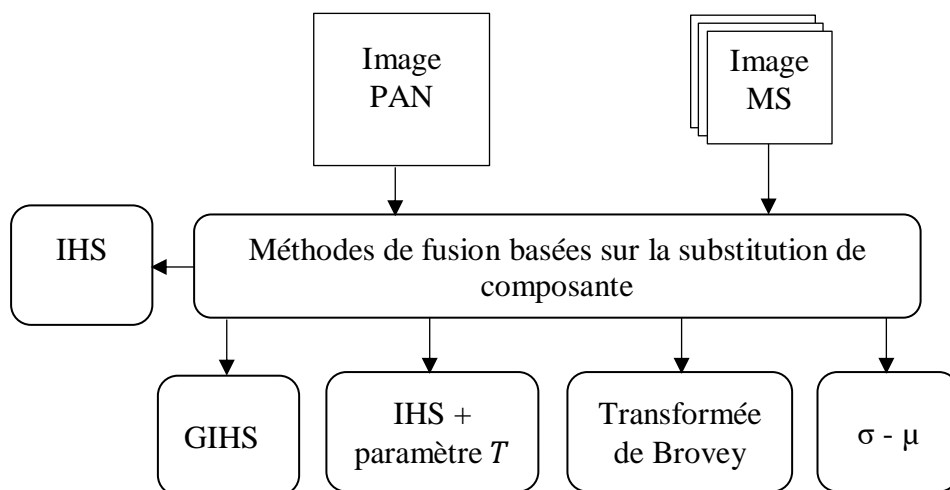 Image
PAN
Image
MS
IHS
Méthodes de fusion basées sur la substitution de
composante
GIHS
IHS +
paramètre T
Transformée
de Brovey
σ - μ